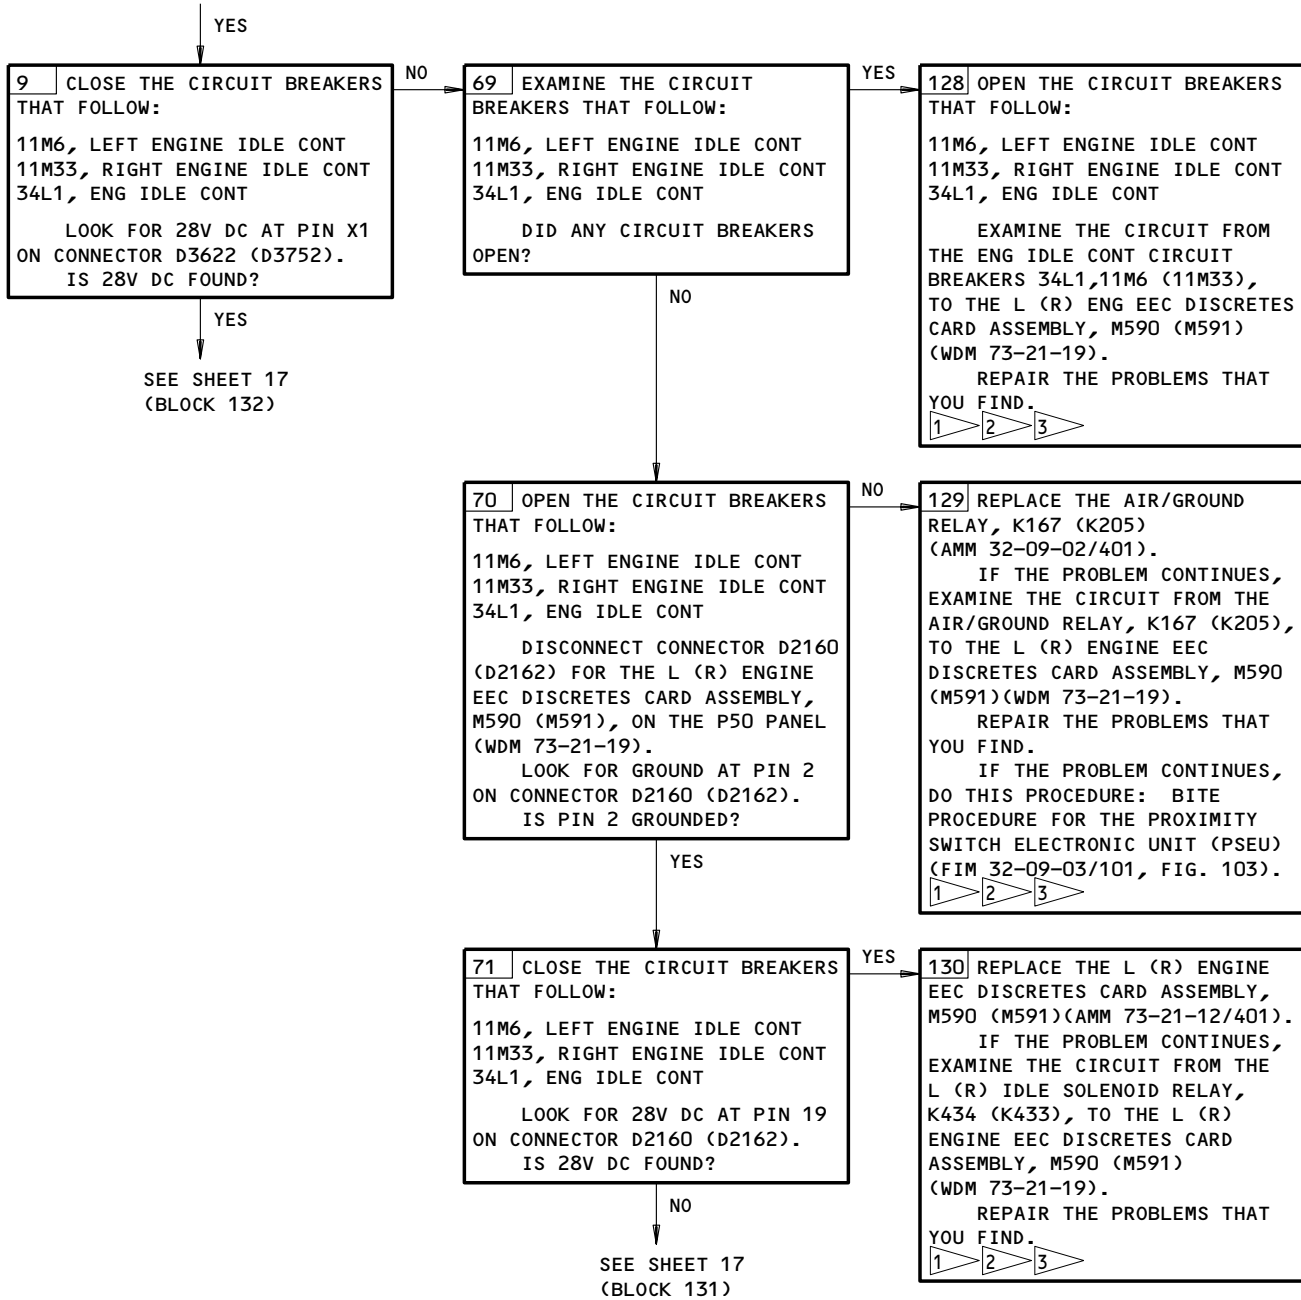 YES
9 CLOSE THE CIRCUIT BREAKERS
THAT FOLLOW:
11M6, LEFT ENGINE IDLE CONT
11M33, RIGHT ENGINE IDLE CONT
34L1, ENG IDLE CONT
LOOK FOR 28V DC AT PIN X1
ON CONNECTOR D3622 (D3752).
IS 28V DC FOUND?
NO
YES
SEE SHEET 17
(BLOCK 132)
69 EXAMINE THE CIRCUIT
BREAKERS THAT FOLLOW:
11M6, LEFT ENGINE IDLE CONT
11M33, RIGHT ENGINE IDLE CONT
34L1, ENG IDLE CONT
DID ANY CIRCUIT BREAKERS
OPEN?
YES
NO
128 OPEN THE CIRCUIT BREAKERS
THAT FOLLOW:
11M6, LEFT ENGINE IDLE CONT
11M33, RIGHT ENGINE IDLE CONT
34L1, ENG IDLE CONT
EXAMINE THE CIRCUIT FROM
THE ENG IDLE CONT CIRCUIT
BREAKERS 34L1,11M6 (11M33),
TO THE L (R) ENG EEC DISCRETES
CARD ASSEMBLY, M590 (M591)
(WDM 73-21-19).
REPAIR THE PROBLEMS THAT
YOU FIND.
1 2 3
70 OPEN THE CIRCUIT BREAKERS
THAT FOLLOW:
11M6, LEFT ENGINE IDLE CONT
11M33, RIGHT ENGINE IDLE CONT
34L1, ENG IDLE CONT
DISCONNECT CONNECTOR D2160
(D2162) FOR THE L (R) ENGINE
EEC DISCRETES CARD ASSEMBLY,
M590 (M591), ON THE P50 PANEL
(WDM 73-21-19).
LOOK FOR GROUND AT PIN 2
ON CONNECTOR D2160 (D2162).
IS PIN 2 GROUNDED?
NO
YES
129 REPLACE THE AIR/GROUND
RELAY, K167 (K205)
(AMM 32-09-02/401).
IF THE PROBLEM CONTINUES,
EXAMINE THE CIRCUIT FROM THE
AIR/GROUND RELAY, K167 (K205),
TO THE L (R) ENGINE EEC
DISCRETES CARD ASSEMBLY, M590
(M591)(WDM 73-21-19).
REPAIR THE PROBLEMS THAT
YOU FIND.
IF THE PROBLEM CONTINUES,
DO THIS PROCEDURE: BITE
PROCEDURE FOR THE PROXIMITY
SWITCH ELECTRONIC UNIT (PSEU)
(FIM 32-09-03/101, FIG. 103).
1 2 3
71 CLOSE THE CIRCUIT BREAKERS
THAT FOLLOW:
11M6, LEFT ENGINE IDLE CONT
11M33, RIGHT ENGINE IDLE CONT
34L1, ENG IDLE CONT
LOOK FOR 28V DC AT PIN 19
ON CONNECTOR D2160 (D2162).
IS 28V DC FOUND?
YES
NO
SEE SHEET 17
(BLOCK 131)
130 REPLACE THE L (R) ENGINE
EEC DISCRETES CARD ASSEMBLY,
M590 (M591)(AMM 73-21-12/401).
IF THE PROBLEM CONTINUES,
EXAMINE THE CIRCUIT FROM THE
L (R) IDLE SOLENOID RELAY,
K434 (K433), TO THE L (R)
ENGINE EEC DISCRETES CARD
ASSEMBLY, M590 (M591)
(WDM 73-21-19).
REPAIR THE PROBLEMS THAT
YOU FIND.
1 2 3